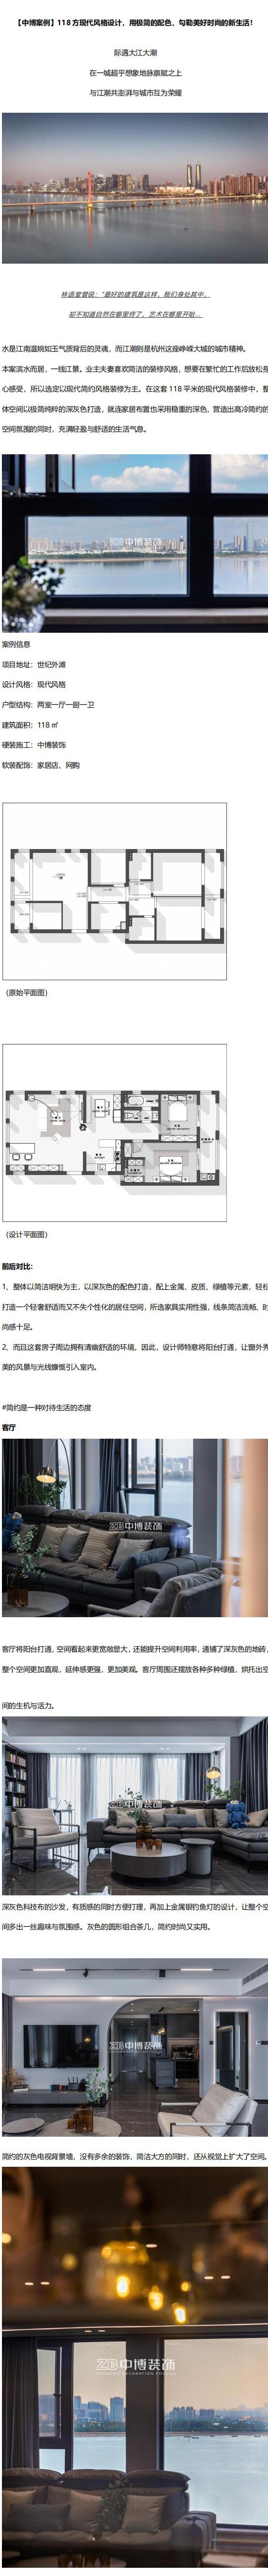 【中博案例】118方现代风格设计，用极简的配色，勾勒美好时尚的新生活！
际遇大江大潮
在一城超乎想象地脉禀赋之上
与江潮共澎湃与城市互为荣耀
林语堂曾说：“最好的建筑是这样，我们身处其中，
却不知道自然在哪里终了，艺术在哪里开始...
水是江南温婉如玉气质背后的灵魂，而江潮则是杭州这座峥嵘大城的城市精神。
本案滨水而居，一线江景。业主夫妻喜欢简洁的装修风格，想要在繁忙的工作后放松身
心感受，所以选定以现代简约风格装修为主。在这套118平米的现代风格装修中，整
体空间以极简纯粹的深灰色打造，就连家居布置也采用稳重的深色，营造出高冷简约的
空间氛围的同时，充满轻盈与舒适的生活气息。
ZB中博装饰
案例信息
项目地址：世纪外滩
设计风格：现代风格
户型结构：两室一厅一厨一卫
建筑面积：118㎡
硬装施工：中博装饰
软装配饰：家居店、网购
（原始平面图）
（设计平面图）
前后对比：
1、整体以简洁明快为主，以深灰色的配色打造，配上金属、皮质、绿植等元素，轻松
打造一个轻奢舒适而又不失个性化的居住空间，所选家具实用性强，线条简洁流畅、时
尚感十足。
2、而且这套房子周边拥有清幽舒适的环境，因此，设计师特意将阳台打通，让窗外秀
美的风景与光线慷慨引入室内。
#简约是一种对待生活的态度
客厅
ZB中博装饰
客厅将阳台打通，空间看起来更宽敞显大，还能提升空间利用率，通铺了深灰色的地砖，
整个空间更加直观，延伸感更强，更加美观。客厅周围还摆放各种多种绿植，烘托出空
间的生机与活力。
ZB中博装饰
深灰色科技布的沙发，有质感的同时方便打理，再加上金属银钓鱼灯的设计，让整个空
间多出一丝趣味与氛围感。灰色的圆形组合茶几，简约时尚又实用。
ZB中博装饰
简约的灰色电视背景墙，没有多余的装饰，简洁大方的同时，还从视觉上扩大了空间。
ZB中博装饰